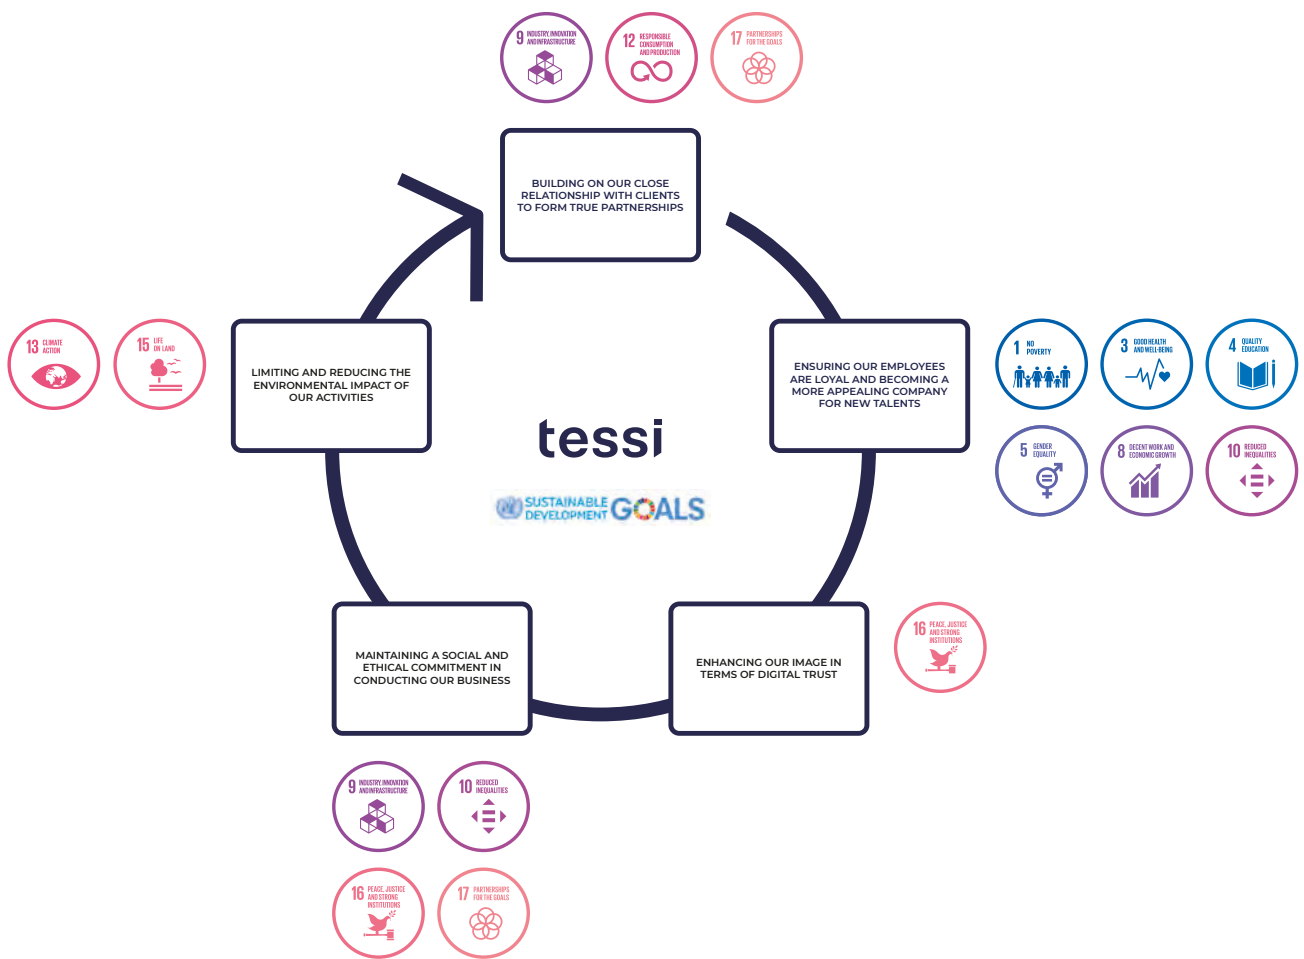 9 INDUSTRY, INNOVATION
AND INFRASTRUCTURE
12 RESPONSIBLE
CONSUMPTION
AND PRODUCTION
17 PARTNERSHIPS
FOR THE GOALS
BUILDING ON OUR CLOSE
RELATIONSHIP WITH CLIENTS
TO FORM TRUE PARTNERSHIPS
13 CLIMATE
ACTION
15 LIFE
ON LAND
LIMITING AND REDUCING THE
ENVIRONMENTAL IMPACT OF
OUR ACTIVITIES
ENSURING OUR EMPLOYEES
ARE LOYAL AND BECOMING A
MORE APPEALING COMPANY
FOR NEW TALENTS
1 NO
POVERTY
3 GOOD HEALTH
AND WELL-BEING
4 QUALITY
EDUCATION
5 GENDER
EQUALITY
8 DECENT WORK AND
ECONOMIC GROWTH
10 REDUCED
INEQUALITIES
tessi
SUSTAINABLE
DEVELOPMENT
GOALS
MAINTAINING A SOCIAL AND
ETHICAL COMMITMENT IN
CONDUCTING OUR BUSINESS
ENHANCING OUR IMAGE IN
TERMS OF DIGITAL TRUST
16 PEACE, JUSTICE
AND STRONG
INSTITUTIONS
9 INDUSTRY, INNOVATION
AND INFRASTRUCTURE
10 REDUCED
INEQUALITIES
16 PEACE, JUSTICE
AND STRONG
INSTITUTIONS
17 PARTNERSHIPS
FOR THE GOALS